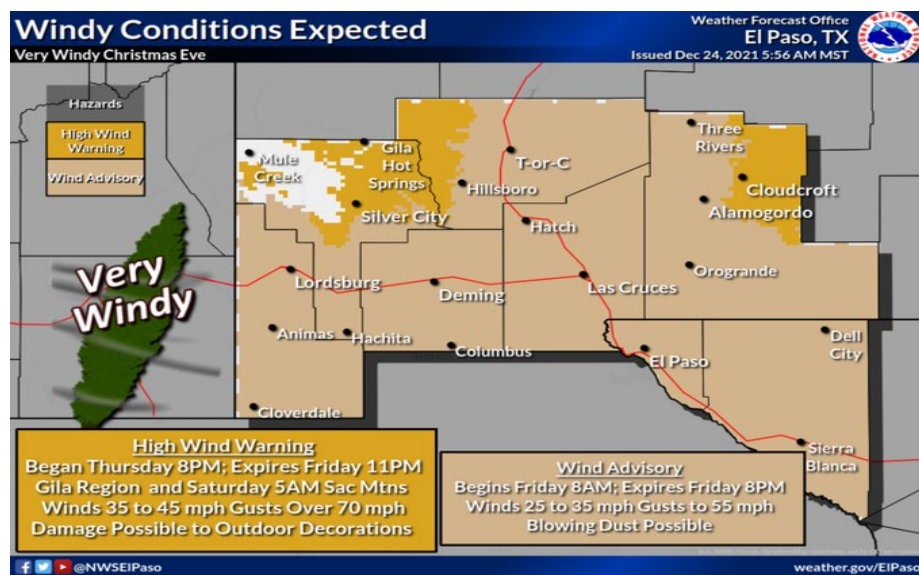 Windy Conditions Expected
Very Windy Christmas Eve
Weather Forecast Office
El Paso, TX
Issued Dec 24, 2021 5:56 AM MST
Hazards
High Wind
Warning
Wind Advisory
Very
Windy
Mule
Creek
Gila
Hot
Springs
Silver City
Hillsboro
T-or-C
Hatch
Three
Rivers
Cloudcroft
Alamogordo
Orogrande
Las Cruces
Lordsburg
Deming
Animas
Hachita
Columbus
Cloverdale
El Paso
Dell
City
Sierra
Blanca
High Wind Warning
Began Thursday 8PM; Expires Friday 11PM
Gila Region and Saturday 5AM Sac Mtns
Winds 35 to 45 mph Gusts Over 70 mph
Damage Possible to Outdoor Decorations
Wind Advisory
Begins Friday 8AM; Expires Friday 8PM
Winds 25 to 35 mph Gusts to 55 mph
Blowing Dust Possible
@NWSElPaso
weather.gov/ElPaso